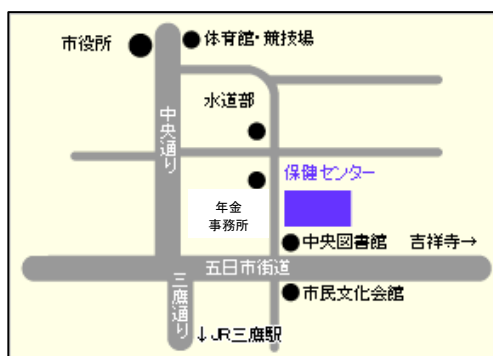 市役所
体育館・競技場
水道部
中央通り
保健センター
年金
事務所
中央図書館
吉祥寺→
五日市街道
三鷹通り
市民文化会館
↓JR三鷹駅